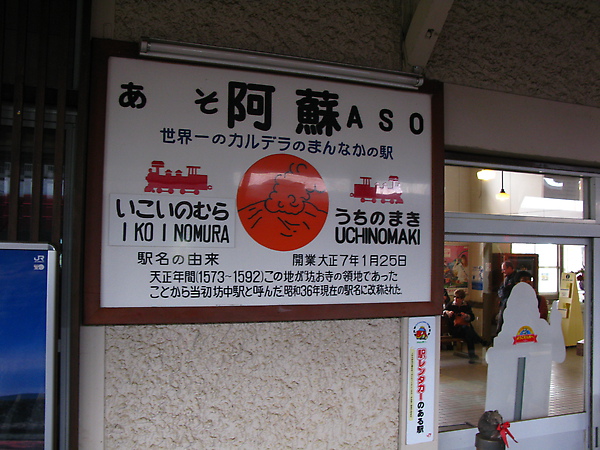 あ そ 阿蘇 ASO
世界一のカルデラのまんなかの駅
いこいのむら
IKOINOMURA
うちのまき
UCHINOMAKI
駅名の由来
開業大正7年1月25日
天正年間(1573~1592)この地が坊お寺の領地であった
ことから当初坊中駅と呼んだ.昭和36年現在の駅名に改称された.
駅レンタカーのある駅
JR